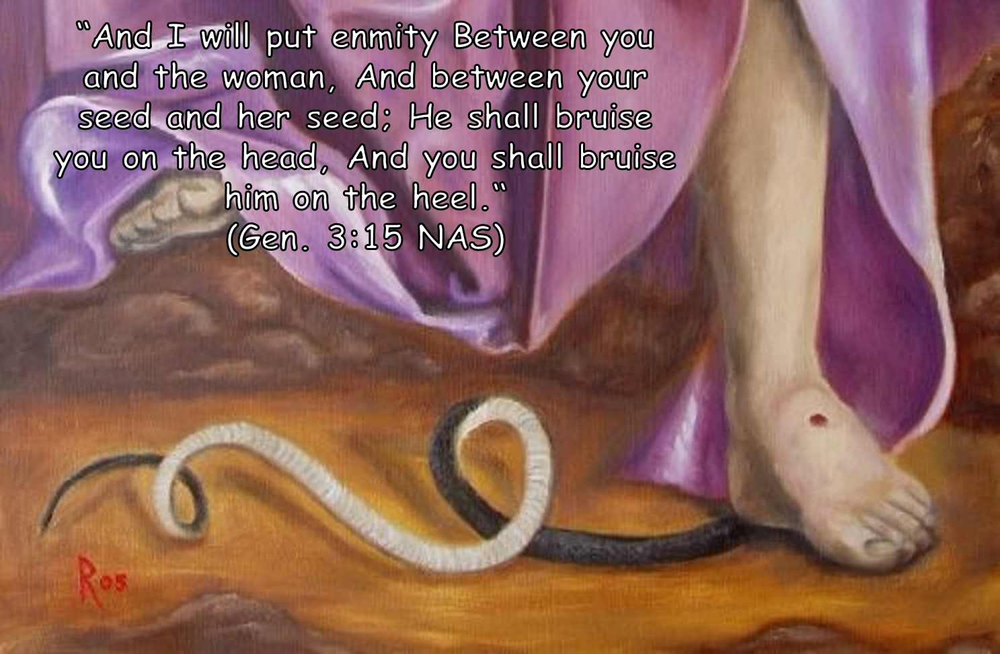 “And I will put enmity Between you
and the woman, And between your
seed and her seed; He shall bruise
you on the head, And you shall bruise
him on the heel.“
(Gen. 3:15 NAS)
Ros